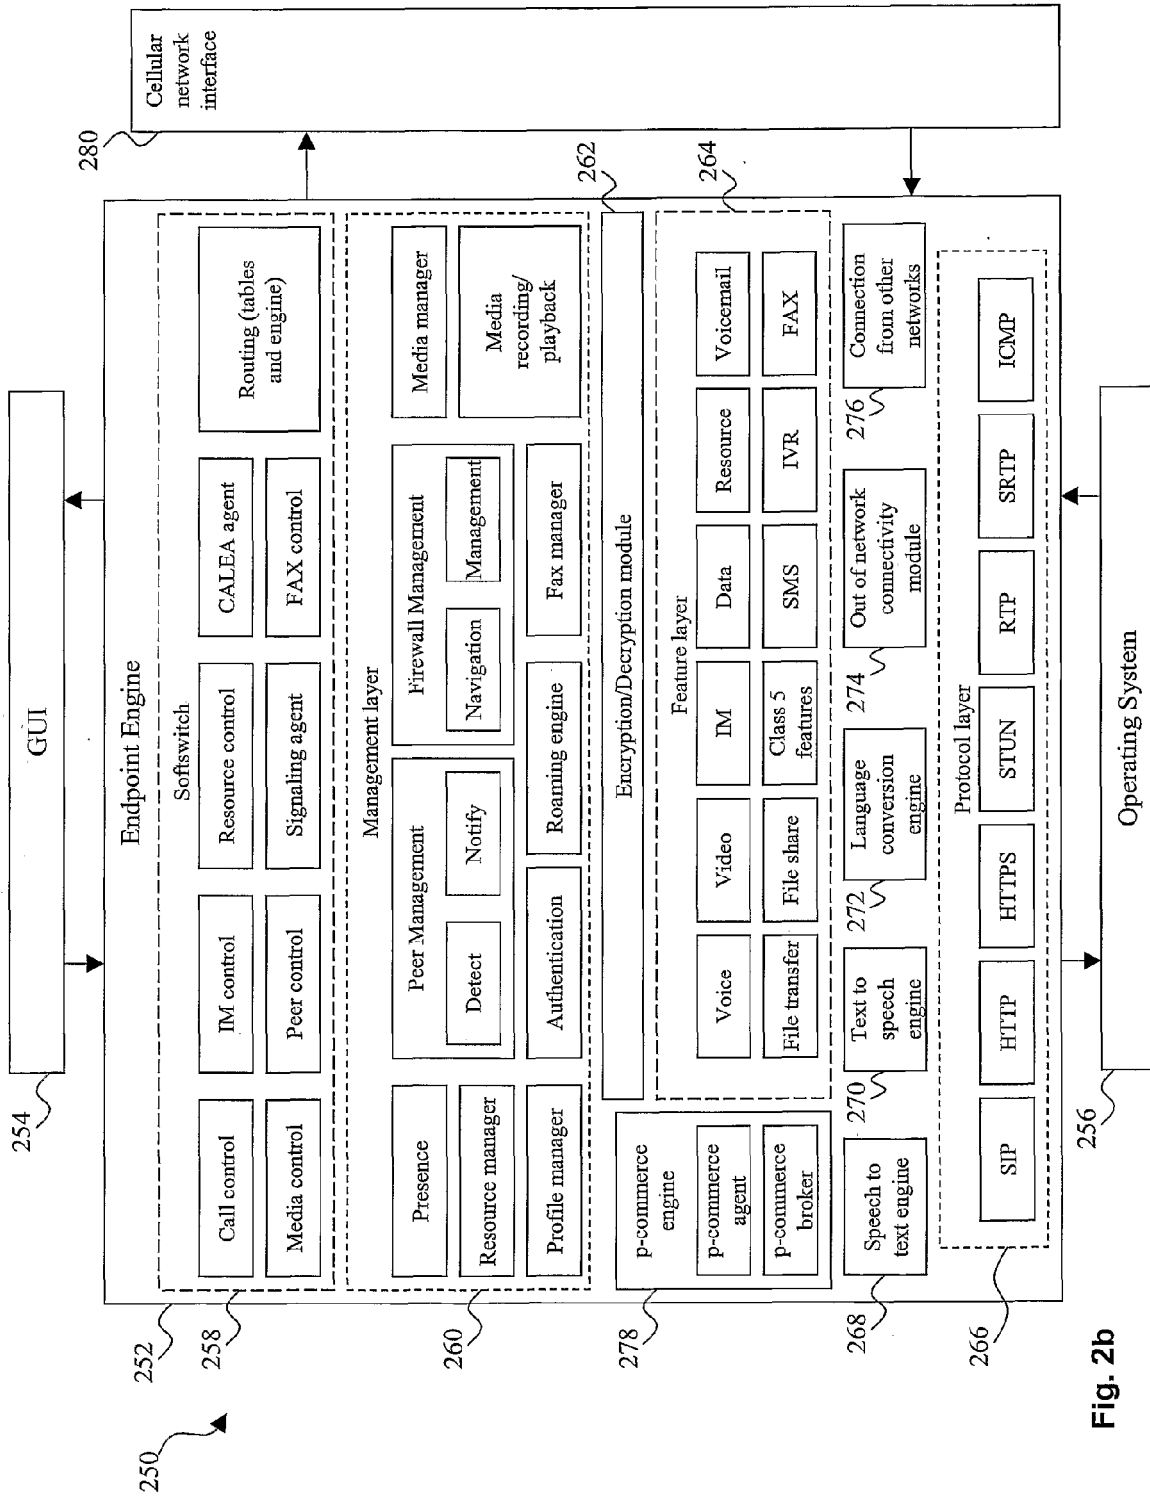 GUI
254
Endpoint Engine
252
Softswitch
258
Call control
IM control
Resource control
CALEA agent
Routing (tables
and engine)
Media control
Peer control
Signaling agent
FAX control
Management layer
260
Presence
Peer Management
Detect
Notify
Firewall Management
Navigation
Management
Media manager
Resource manager
Media
recording/
playback
Profile manager
Authentication
Roaming engine
Fax manager
Encryption/Decryption module
262
p-commerce
engine
278
p-commerce
agent
p-commerce
broker
Feature layer
264
Voice
Video
IM
Data
Resource
Voicemail
File transfer
File share
Class 5
features
SMS
IVR
FAX
Speech to
text engine
268
270
Text to
speech
engine
272
Language
conversion
engine
274
Out of network
connectivity
module
276
Connection
from other
networks
Protocol layer
266
SIP
HTTP
HTTPS
STUN
RTP
SRTP
ICMP
256
Operating System
280
Cellular
network
interface
250
Fig. 2b